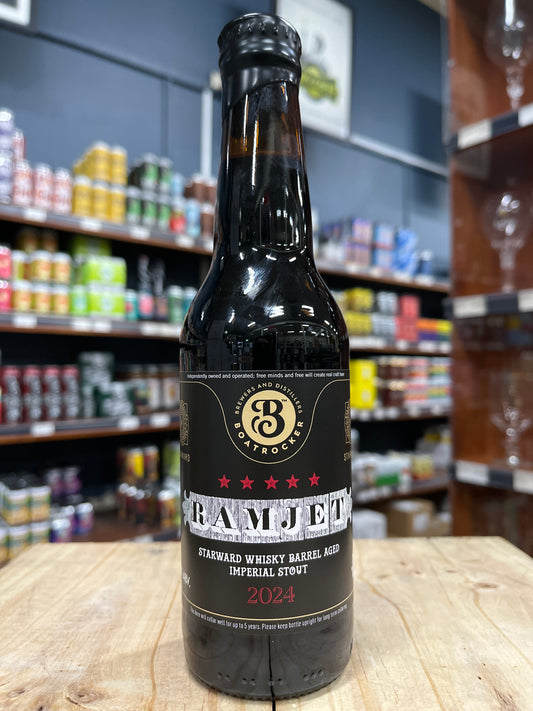 Independently owned and operated; free minds and free will create real craft beer
BREWERS AND DISTILLERS
B
BOATROCKER
RAMJET
STARWARD WHISKY BARREL AGED
IMPERIAL STOUT
2024
This beer will cellar well for up to 5 years. Please keep bottle upright for long term cellaring